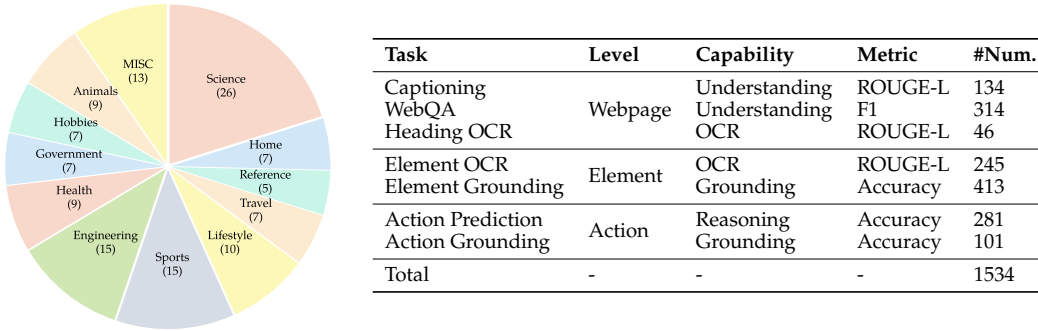 MISC
(13)
Science
(26)
Animals
(9)
Hobbies
(7)
Home
(7)
Government
(7)
Reference
(5)
Health
(9)
Travel
(7)
Engineering
(15)
Lifestyle
(10)
Sports
(15)
Task Level Capability Metric #Num.
Captioning Understanding ROUGE-L 134
WebQA Webpage Understanding F1 314
Heading OCR OCR ROUGE-L 46
Element OCR Element OCR ROUGE-L 245
Element Grounding Grounding Accuracy 413
Action Prediction Action Reasoning Accuracy 281
Action Grounding Grounding Accuracy 101
Total - - - 1534